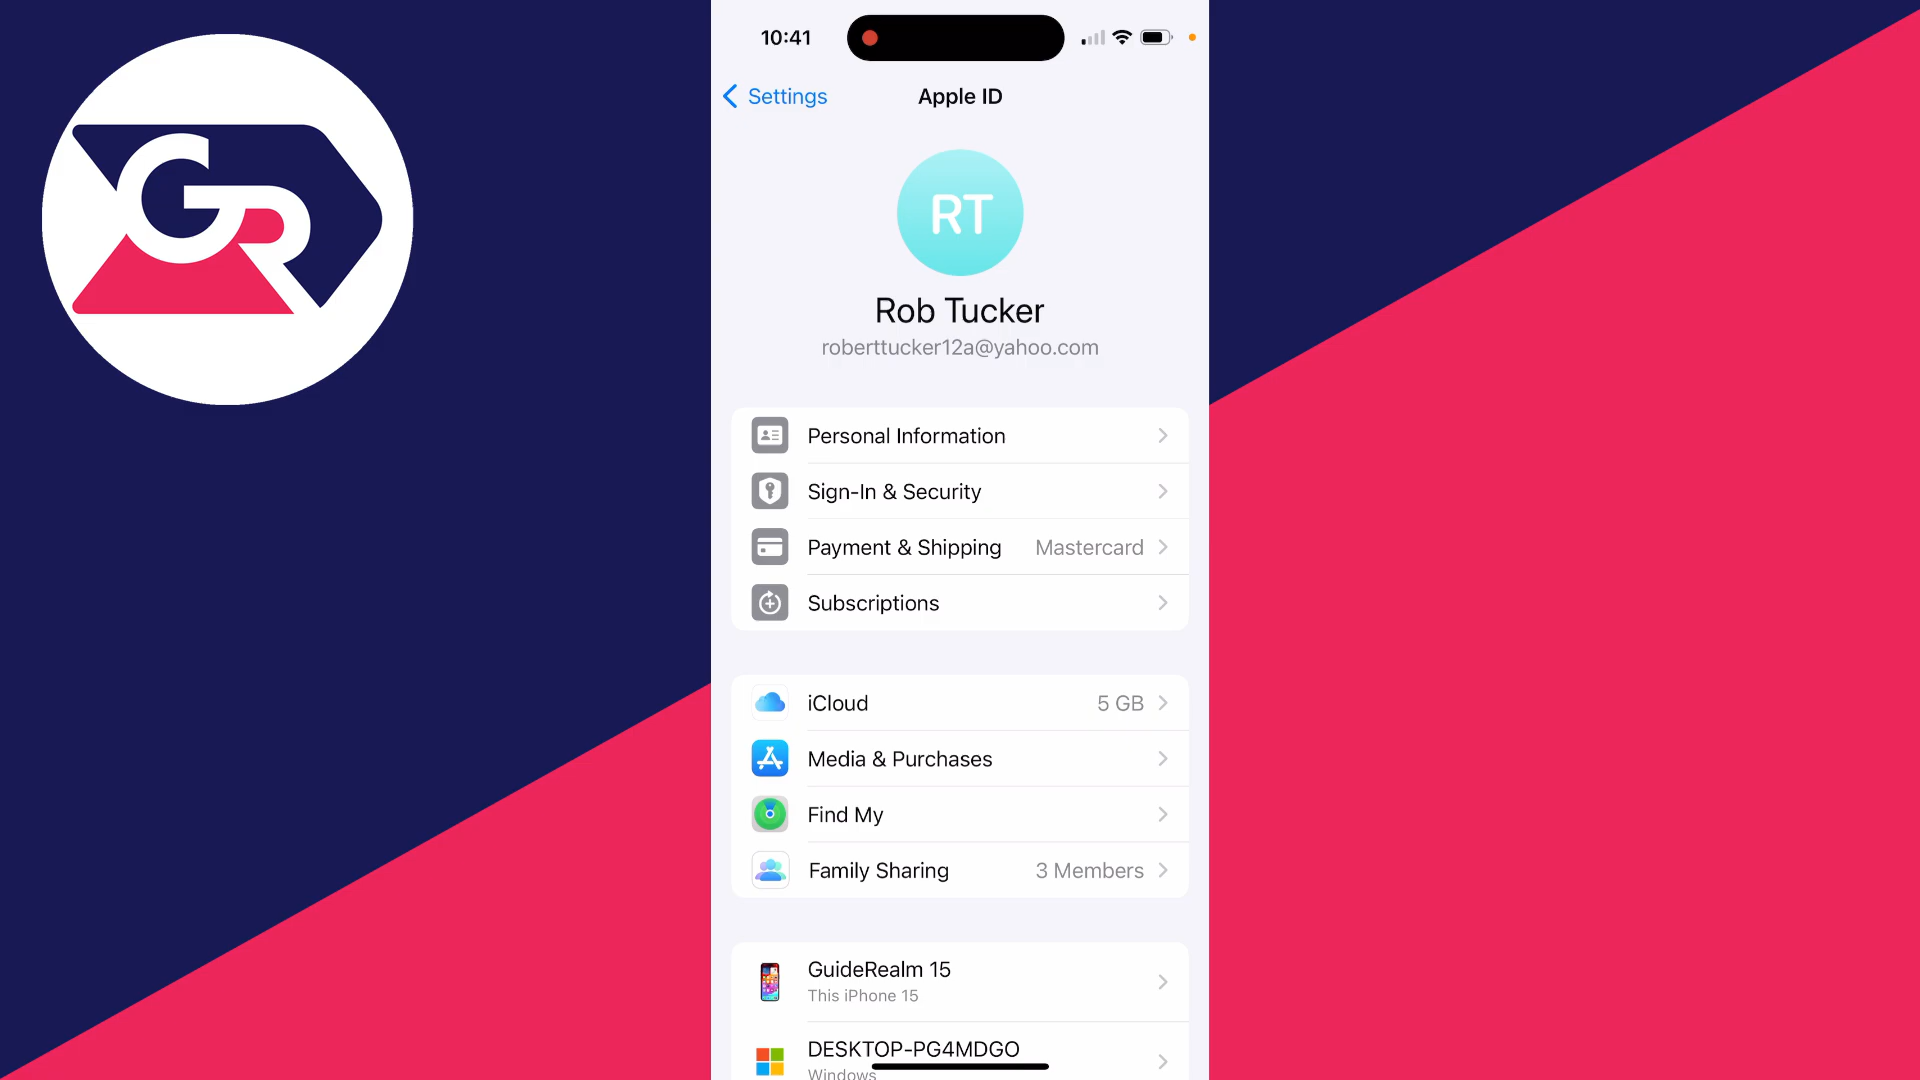 GR
10:41
Settings
Apple ID
RT
Rob Tucker
roberttucker12a@yahoo.com
Personal Information
Sign-In & Security
Payment & Shipping Mastercard
Subscriptions
iCloud 5 GB
Media & Purchases
Find My
Family Sharing 3 Members
GuideRealm 15
This iPhone 15
DESKTOP-PG4MDGO
Windows